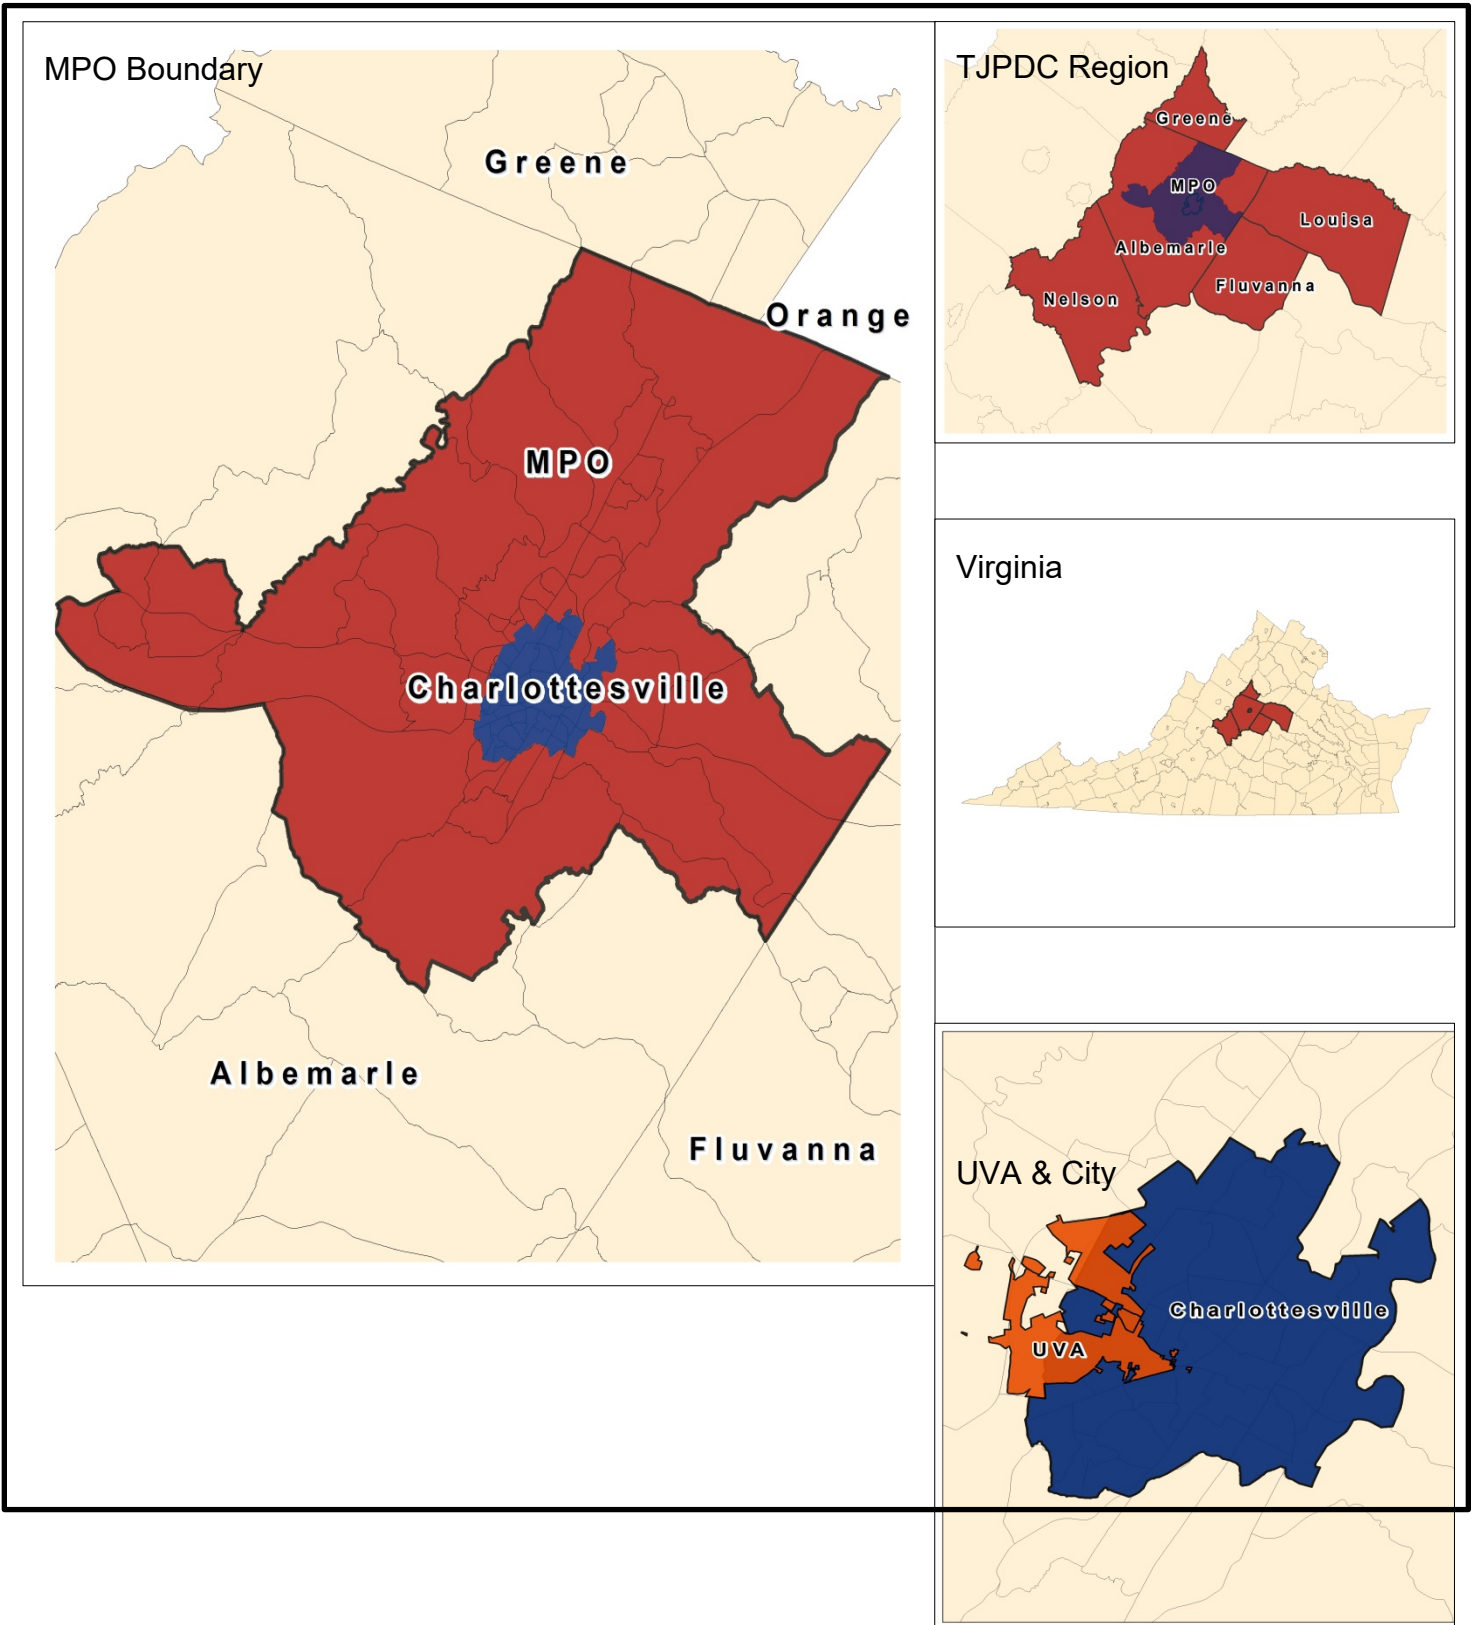 MPO Boundary
Greene
Orange
MPO
Charlottesville
Albemarle
Fluvanna
TJPDC Region
Greene
MPO
Louisa
Albemarle
Fluvanna
Nelson
Virginia
UVA & City
Charlottesville
UVA